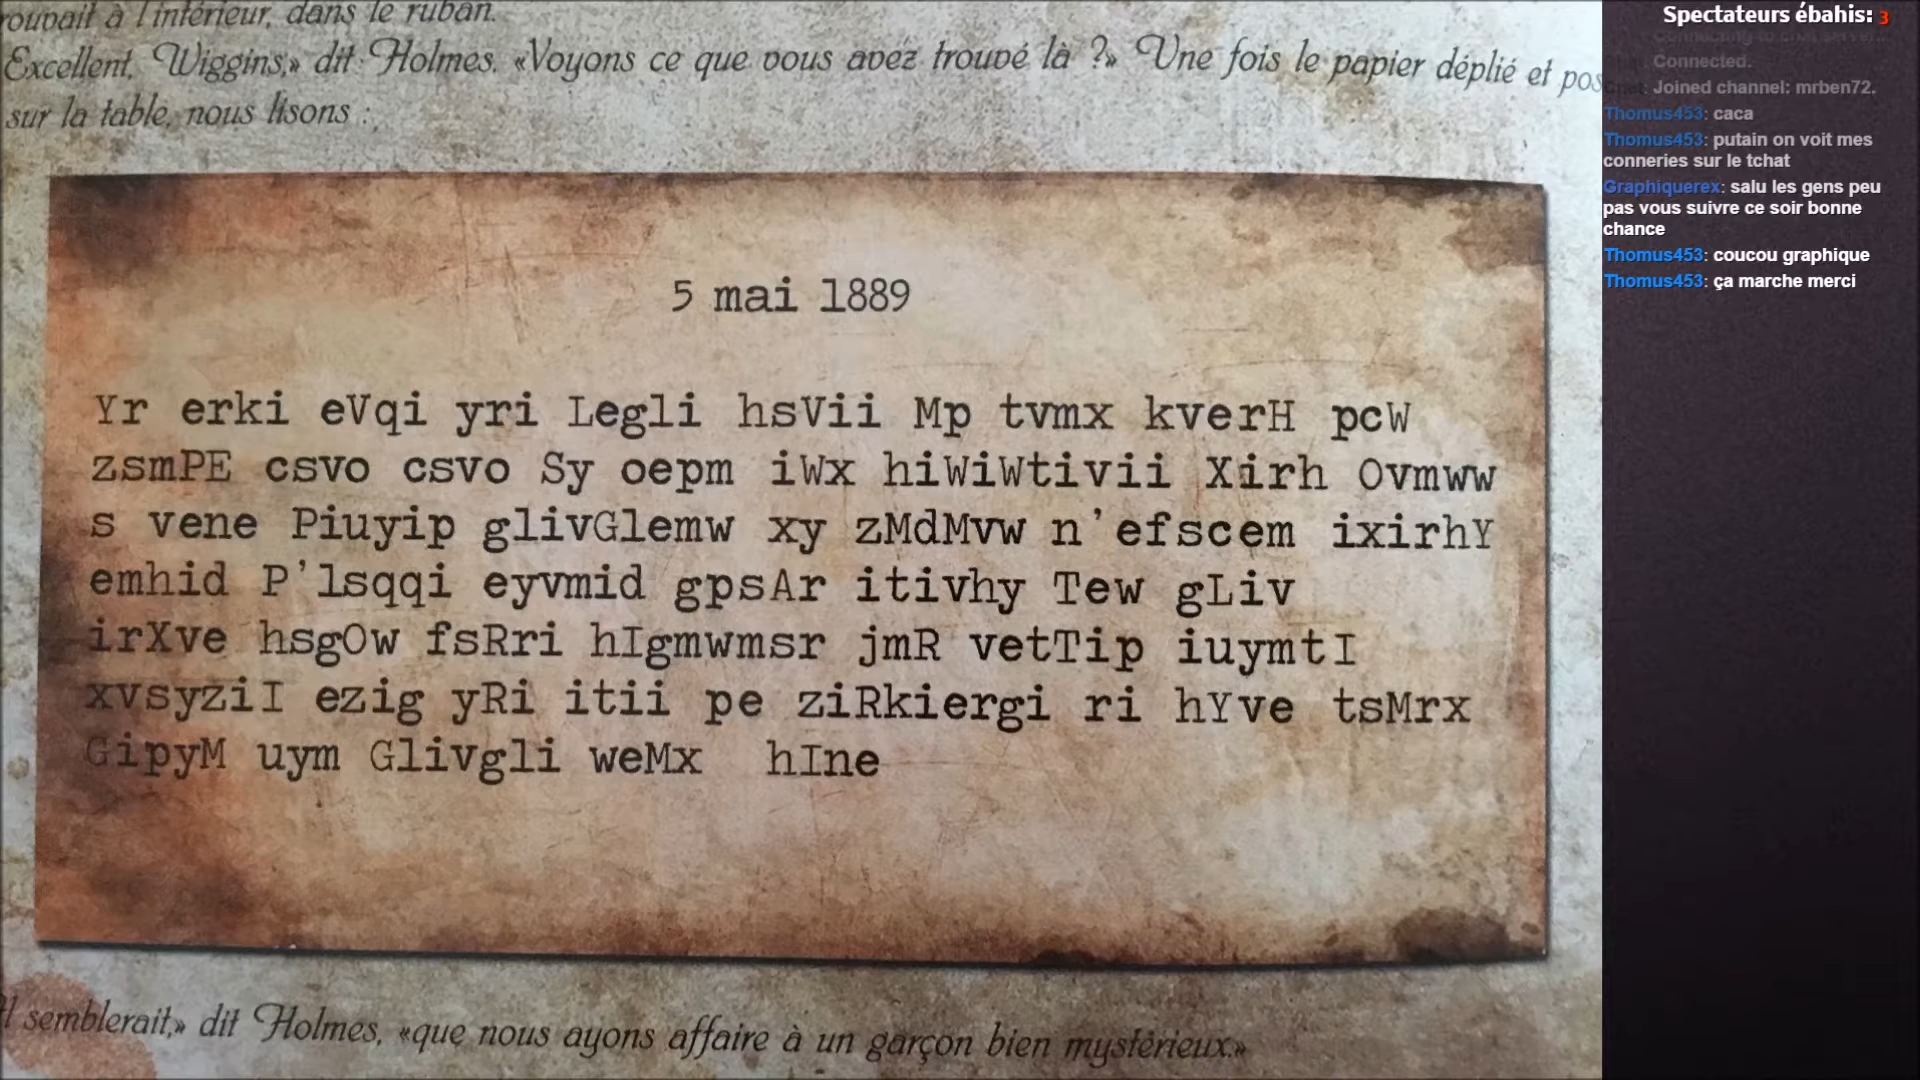 rouvait à l'intérieur, dans le ruban.
Excellent, Wiggins,» dit Holmes. «Voyons ce que vous avez trouvé là ?» Une fois le papier déplié et pos
sur la table, nous lisons :
5 mai 1889
Yr erki eVqi yri Legli hsVii Mp tvmx kverH pcW
zsmPE csvo csvo Sy oepm iWx hiWiWtivii Xirh Ovmww
s vene Piuyip glivGlemw xy zMdMvw n'efscem ixirhY
emhid P'lsqqi eyvmid gpsAr itivhy Tew gLiv
irXve hsgOw fsRri hIgmwmsr jmR vetTip iuymtI
xvsyziI ezig yRi itii pe ziRkiergi ri hYve tsMrx
GipyM uym Glivgli weMx hIne
Il semblerait,» dit Holmes, «que nous ayons affaire à un garçon bien mystérieux.»
Spectateurs ébahis: 3
Connecting to chat server...
Connected.
Joined channel: mrben72.
Thomus453: caca
Thomus453: putain on voit mes
conneries sur le tchat
Graphiquerex: salu les gens peu
pas vous suivre ce soir bonne
chance
Thomus453: coucou graphique
Thomus453: ça marche merci